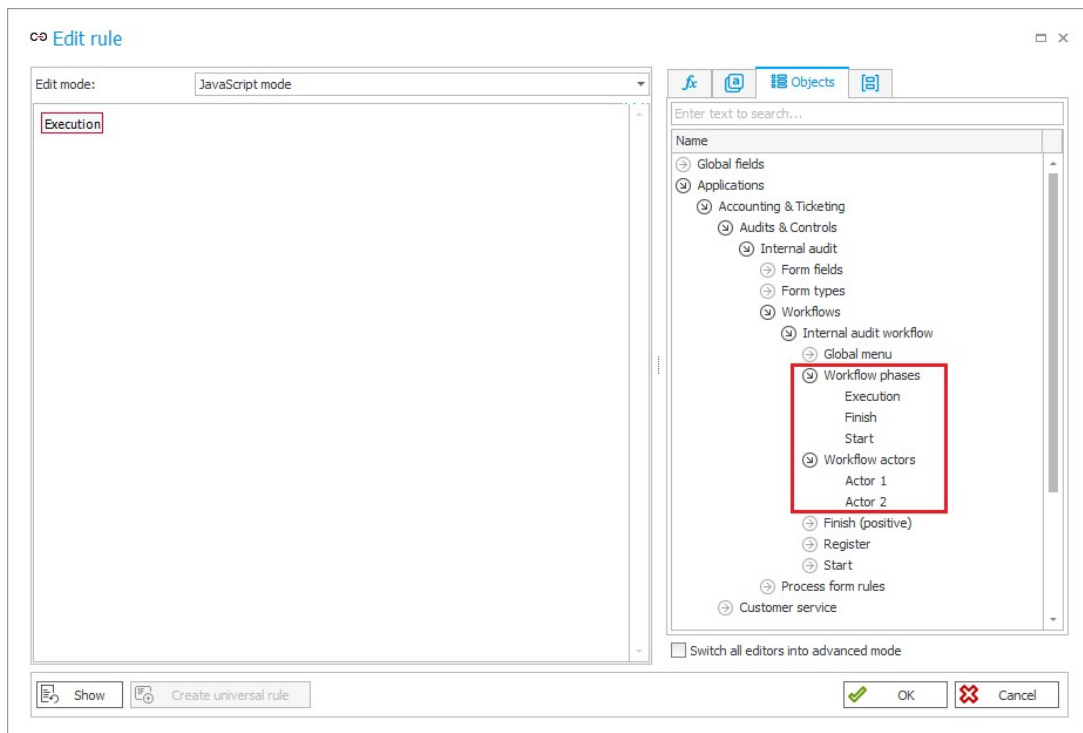 Edit rule
Edit mode: JavaScript mode
Execution
fx a Objects
Enter text to search...
Name
Global fields
Applications
Accounting & Ticketing
Audits & Controls
Internal audit
Form fields
Form types
Workflows
Internal audit workflow
Global menu
Workflow phases
Execution
Finish
Start
Workflow actors
Actor 1
Actor 2
Finish (positive)
Register
Start
Process form rules
Customer service
Switch all editors into advanced mode
Show Create universal rule OK Cancel